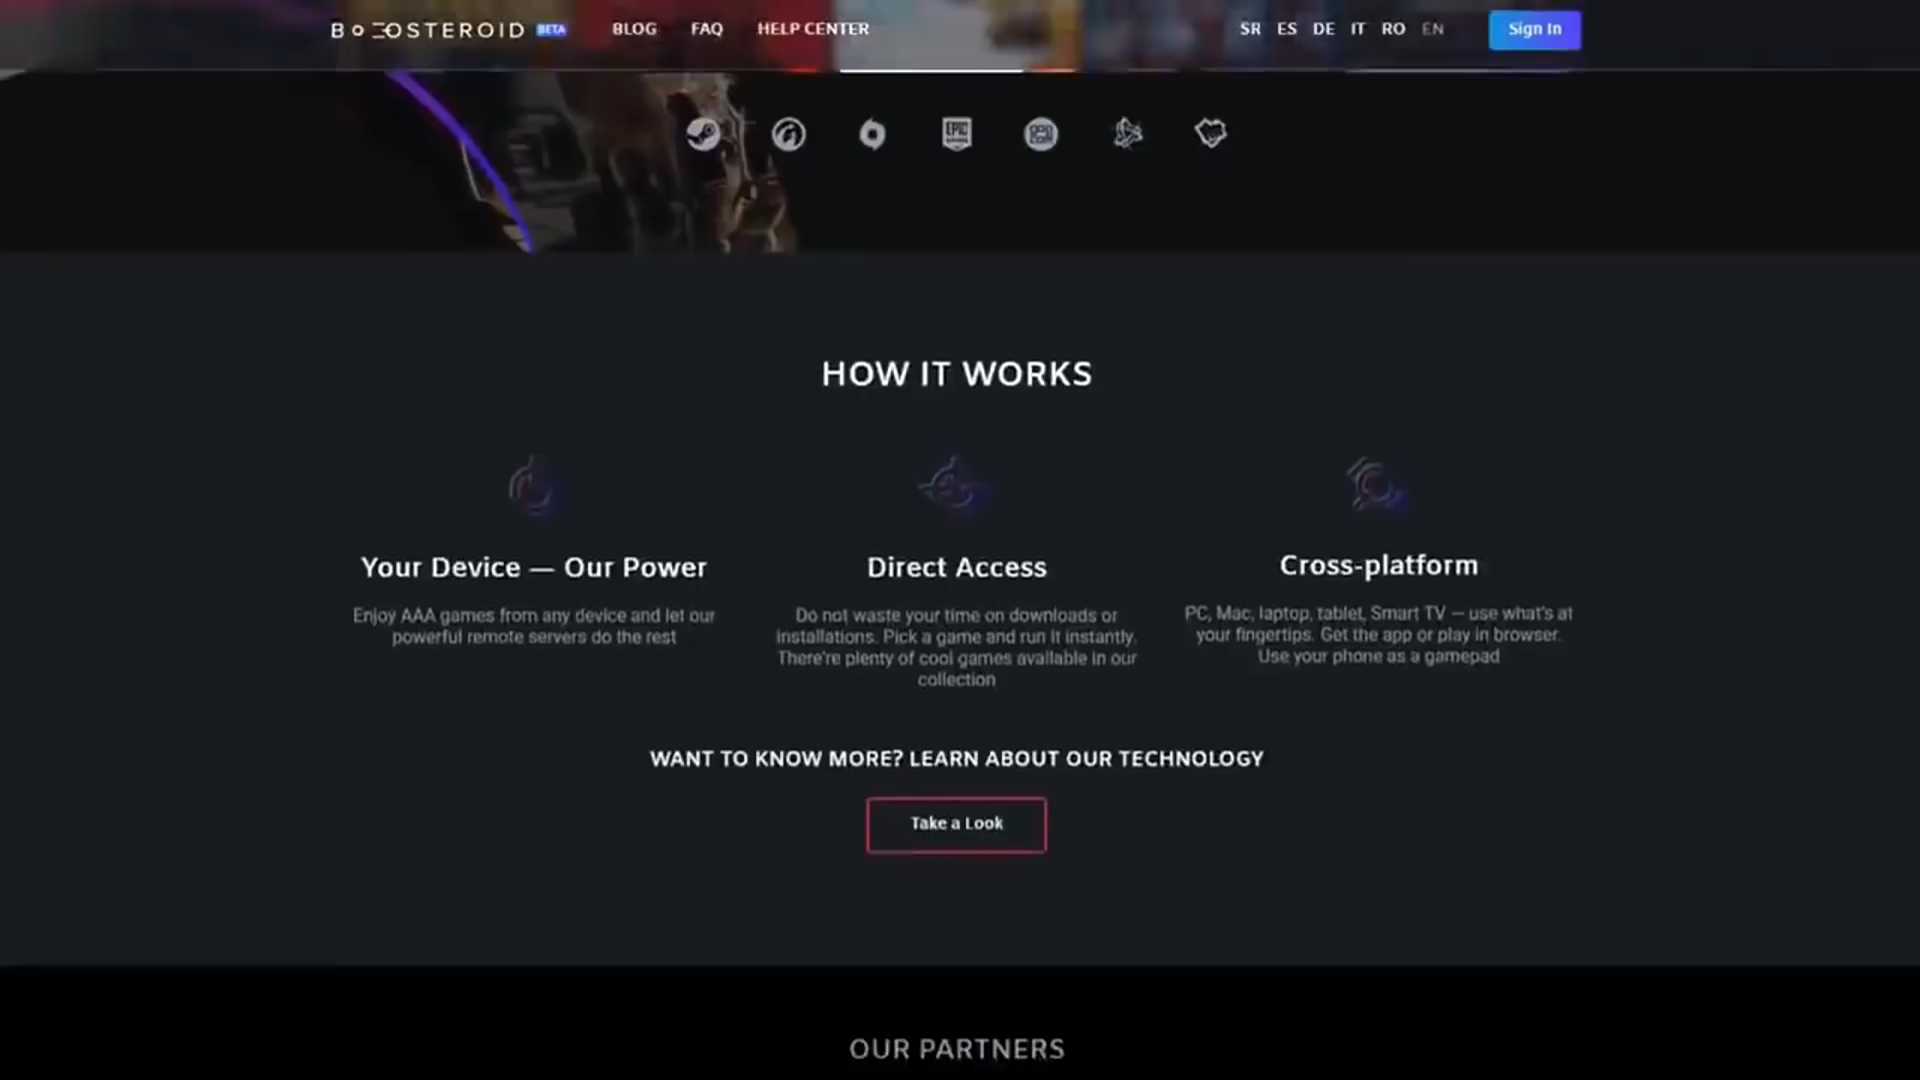 BOOSTEROID BETA BLOG FAQ HELP CENTER SR ES DE IT RO EN Sign In
EPIC
GOG COM
HOW IT WORKS
Your Device — Our Power
Enjoy AAA games from any device and let our
powerful remote servers do the rest
Direct Access
Do not waste your time on downloads or
installations. Pick a game and run it instantly.
There're plenty of cool games available in our
collection
Cross-platform
PC, Mac, laptop, tablet, Smart TV — use what's at
your fingertips. Get the app or play in browser.
Use your phone as a gamepad
WANT TO KNOW MORE? LEARN ABOUT OUR TECHNOLOGY
Take a Look
OUR PARTNERS